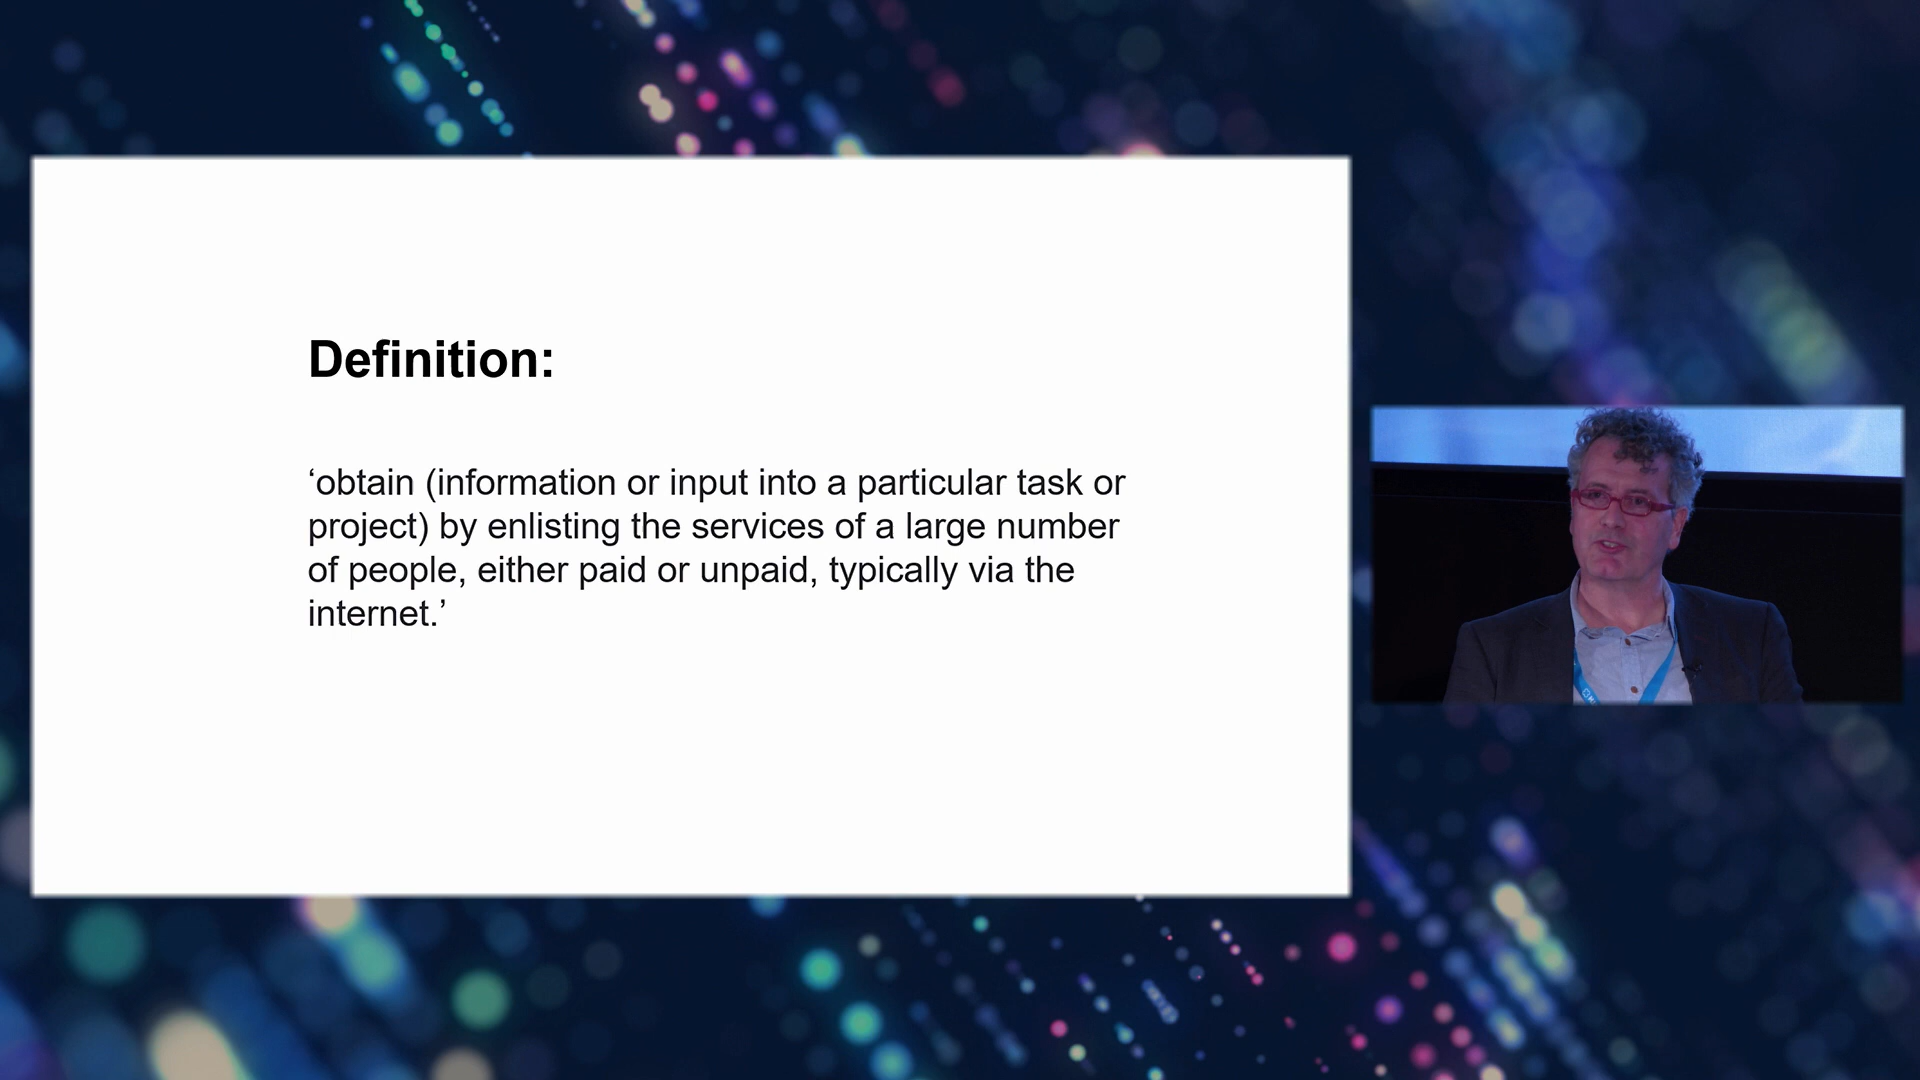 Definition:
‘obtain (information or input into a particular task or
project) by enlisting the services of a large number
of people, either paid or unpaid, typically via the
internet.’